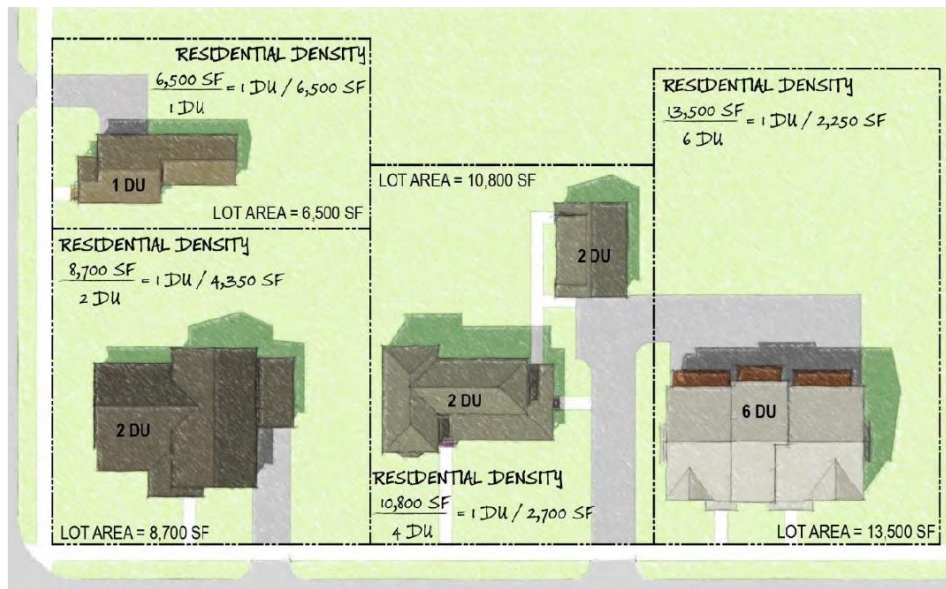 RESIDENTIAL DENSITY
6,500 SF
1 DU
= 1 DU / 6,500 SF
1 DU
LOT AREA = 6,500 SF
RESIDENTIAL DENSITY
8,700 SF
2 DU
= 1 DU / 4,350 SF
2 DU
LOT AREA = 8,700 SF
LOT AREA = 10,800 SF
2 DU
2 DU
RESIDENTIAL DENSITY
10,800 SF
4 DU
= 1 DU / 2,700 SF
RESIDENTIAL DENSITY
13,500 SF
6 DU
= 1 DU / 2,250 SF
6 DU
LOT AREA = 13,500 SF